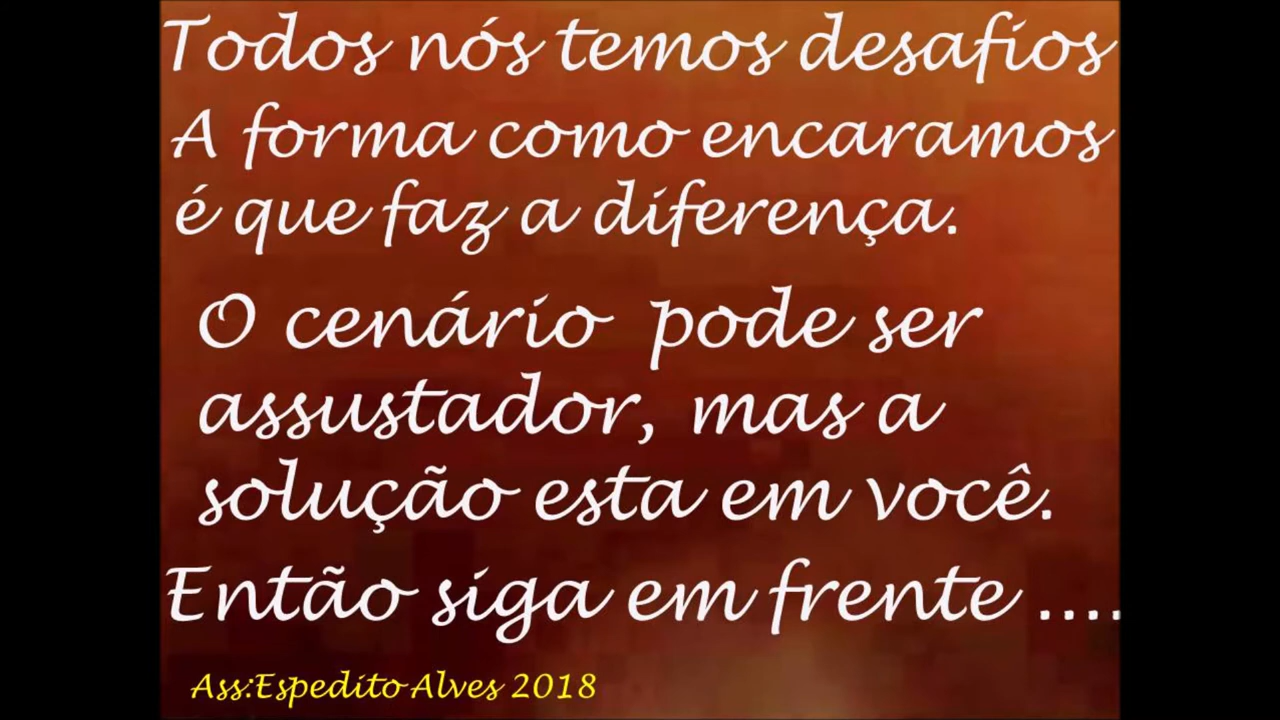 Todos nós temos desafios
A forma como encaramos
é que faz a diferença.
O cenário pode ser
assustador, mas a
solução esta em você.
Então siga em frente ....
Ass:Espedito Alves 2018